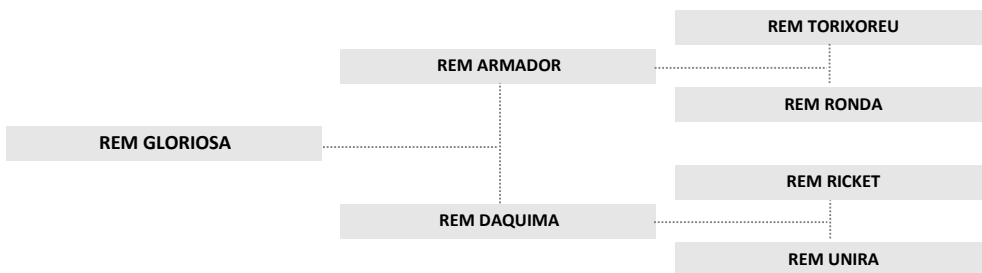 REM TORIXOREU
REM ARMADOR
REM RONDA
REM GLORIOSA
REM RICKET
REM DAQUIMA
REM UNIRA